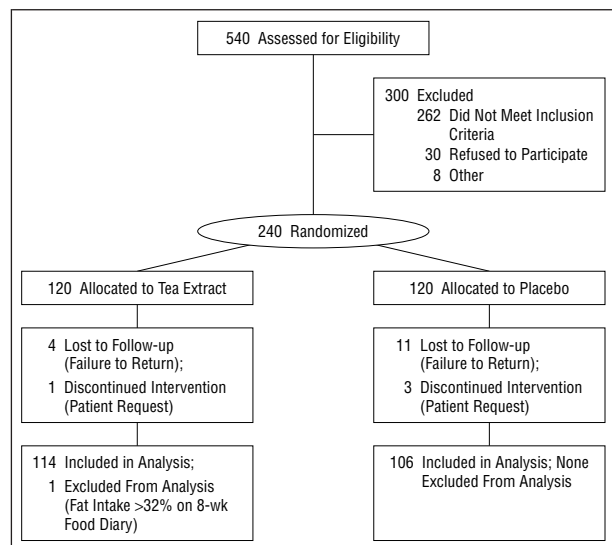 540 Assessed for Eligibility
300 Excluded
262 Did Not Meet Inclusion
Criteria
30 Refused to Participate
8 Other
240 Randomized
120 Allocated to Tea Extract
120 Allocated to Placebo
4 Lost to Follow-up
(Failure to Return);
1 Discontinued Intervention
(Patient Request)
11 Lost to Follow-up
(Failure to Return);
3 Discontinued Intervention
(Patient Request)
114 Included in Analysis;
1 Excluded From Analysis
(Fat Intake >32% on 8-wk
Food Diary)
106 Included in Analysis; None
Excluded From Analysis